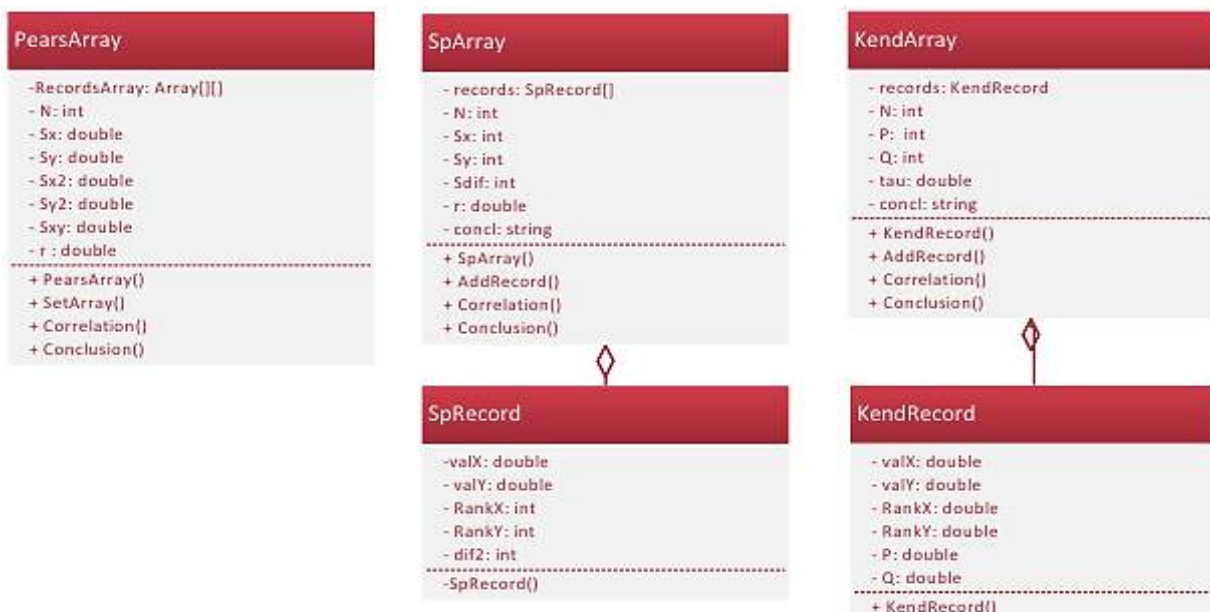 PearsArray
-RecordsArray: Array[][]
- N: int
- Sx: double
- Sy: double
- Sx2: double
- Sy2: double
- Sxy: double
- r : double
+ PearsArray()
+ SetArray()
+ Correlation()
+ Conclusion()
SpArray
- records: SpRecord[]
- N: int
- Sx: int
- Sy: int
- Sdif: int
- r: double
- concl: string
+ SpArray()
+ AddRecord()
+ Correlation()
+ Conclusion()
KendArray
- records: KendRecord
- N: int
- P: int
- Q: int
- tau: double
- concl: string
+ KendRecord()
+ AddRecord()
+ Correlation()
+ Conclusion()
SpRecord
-valX: double
- valY: double
- RankX: int
- RankY: int
- dif2: int
-SpRecord()
KendRecord
- valX: double
- valY: double
- RankX: double
- RankY: double
- P: double
- Q: double
+ KendRecord()